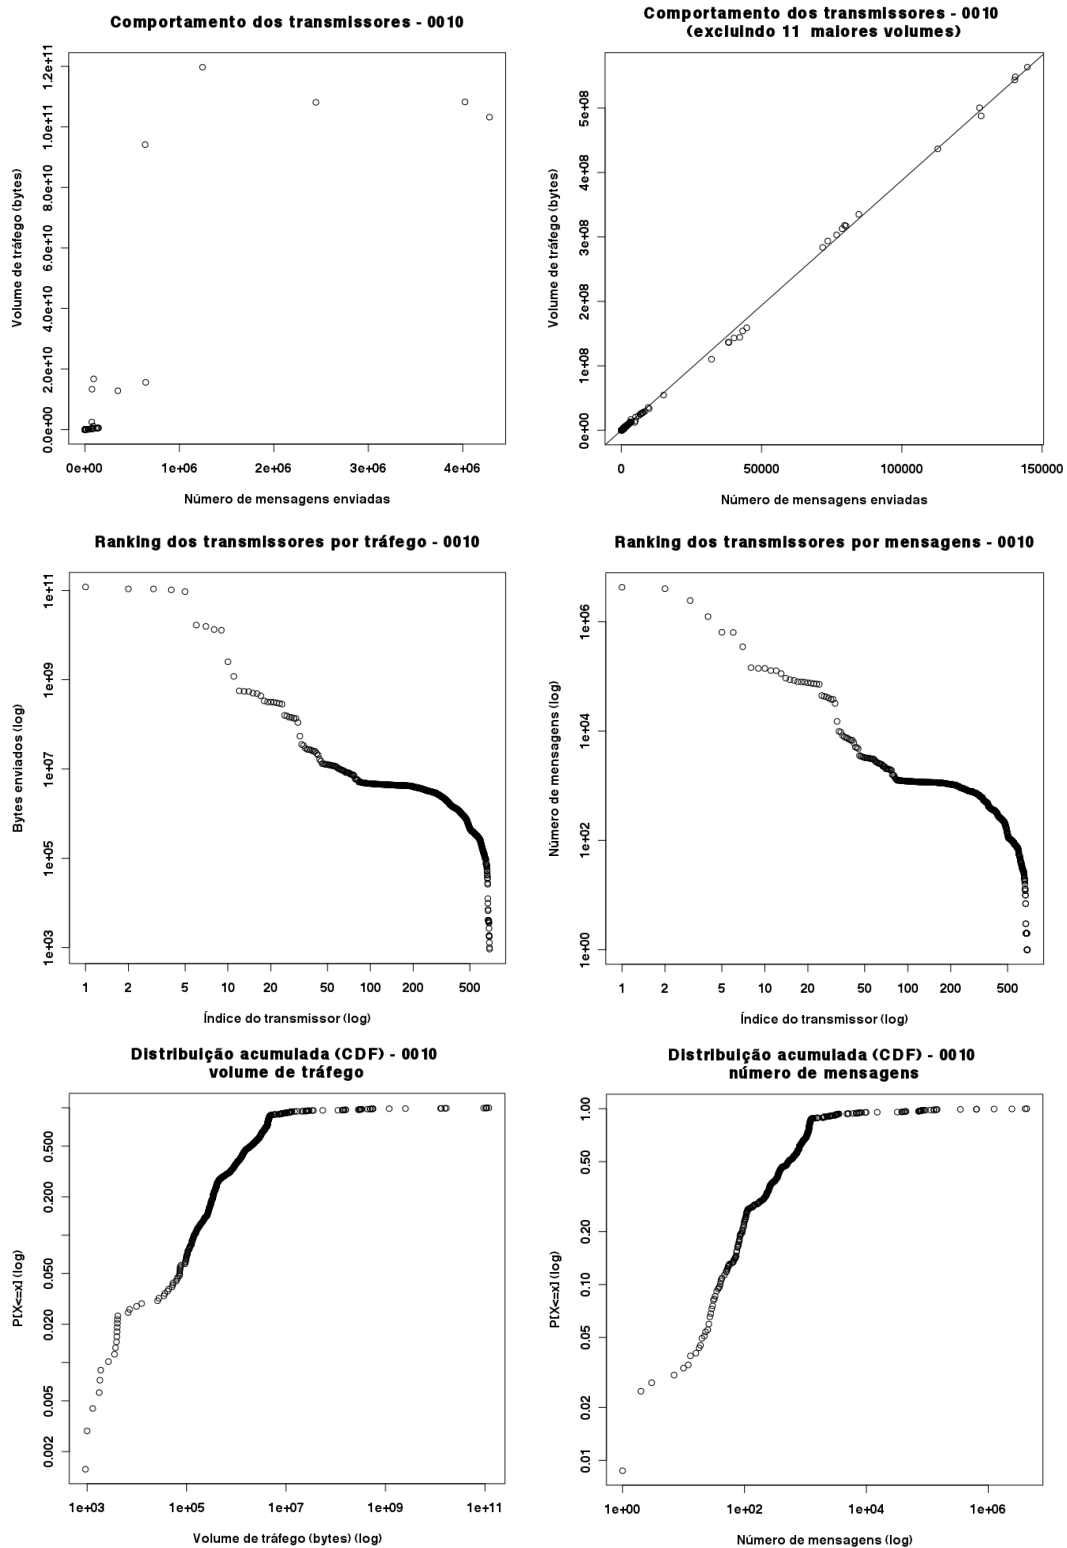 Comportamento dos transmissores - 0010
Volume de tráfego (bytes)
0.0e+00 2.0e+10 4.0e+10 6.0e+10 8.0e+10 1.0e+11 1.2e+11
0e+00 1e+06 2e+06 3e+06 4e+06
Número de mensagens enviadas
Comportamento dos transmissores - 0010
(excluindo 11 maiores volumes)
Volume de tráfego (bytes)
0e+00 1e+08 2e+08 3e+08 4e+08 5e+08
0 50000 100000 150000
Número de mensagens enviadas
Ranking dos transmissores por tráfego - 0010
Bytes enviados (log)
1e+03 1e+05 1e+07 1e+09 1e+11
1 2 5 10 20 50 100 200 500
Índice do transmissor (log)
Ranking dos transmissores por mensagens - 0010
Número de mensagens (log)
1e+00 1e+02 1e+04 1e+06
1 2 5 10 20 50 100 200 500
Índice do transmissor (log)
Distribuição acumulada (CDF) - 0010
volume de tráfego
P[X<=x] (log)
0.002 0.005 0.020 0.050 0.200 0.500
1e+03 1e+05 1e+07 1e+09 1e+11
Volume de tráfego (bytes) (log)
Distribuição acumulada (CDF) - 0010
número de mensagens
P[X<=x] (log)
0.01 0.02 0.05 0.10 0.20 0.50 1.00
1e+00 1e+02 1e+04 1e+06
Número de mensagens (log)